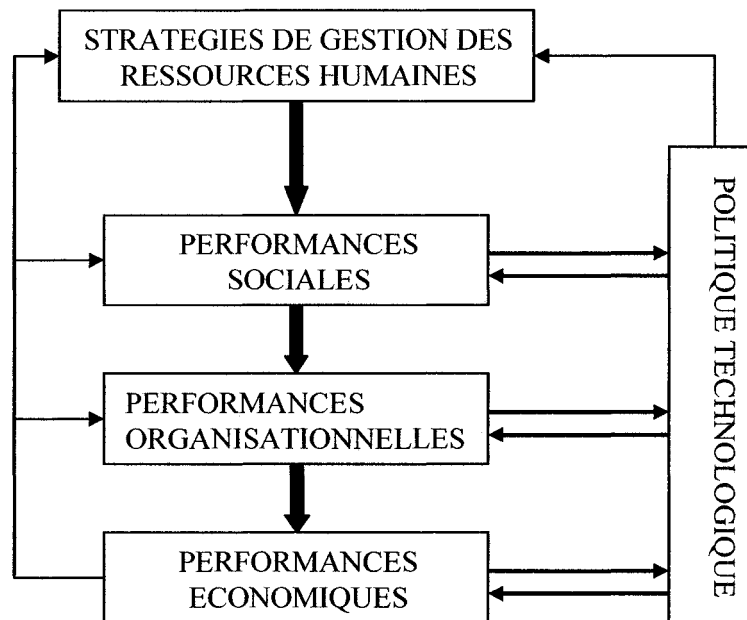 STRATEGIES DE GESTION DES
RESSOURCES HUMAINES
PERFORMANCES
SOCIALES
PERFORMANCES
ORGANISATIONNELLES
PERFORMANCES
ECONOMIQUES
POLITIQUE TECHNOLOGIQUE